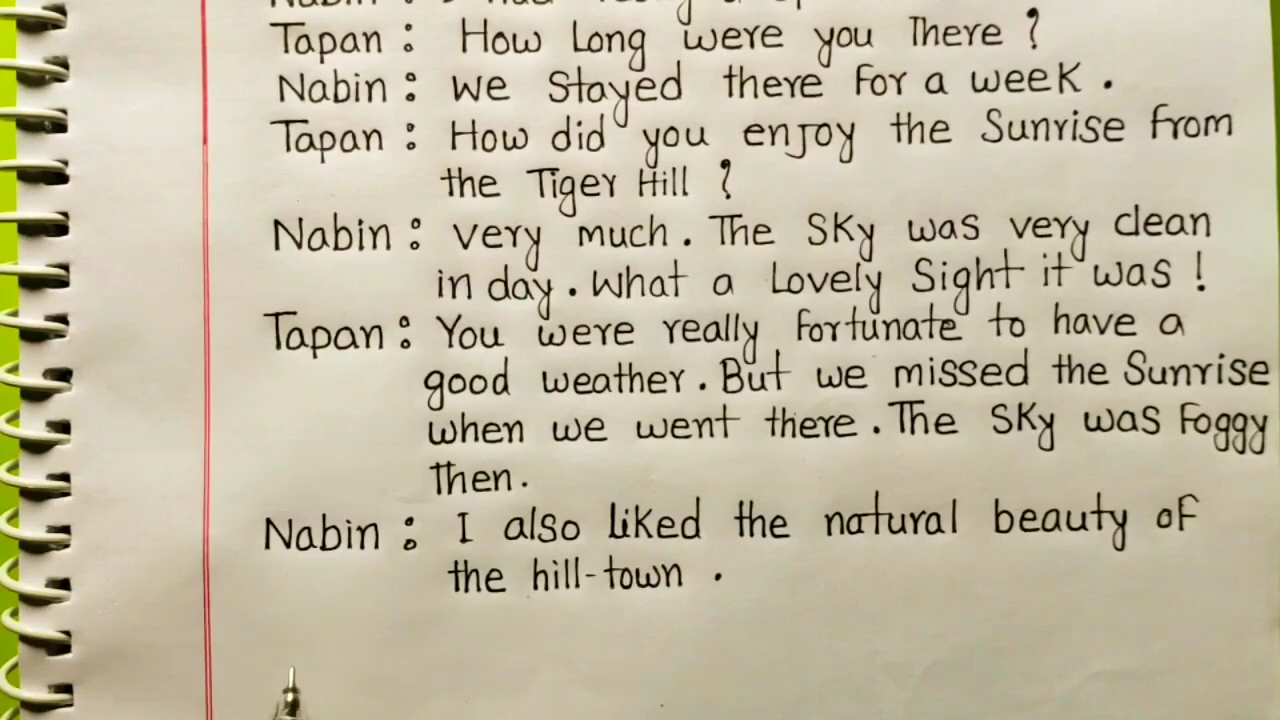 Tapan : How Long were you There ?
Nabin : we Stayed there For a week .
Tapan : How did you enjoy the Sunrise From
the Tiger Hill ?
Nabin : very much . The Sky was very clean
in day . What a Lovely Sight it was !
Tapan : You were really Fortunate to have a
good weather . But we missed the Sunrise
when we went there . The Sky was Foggy
Then .
Nabin : I also liked the natural beauty of
the hill-town .